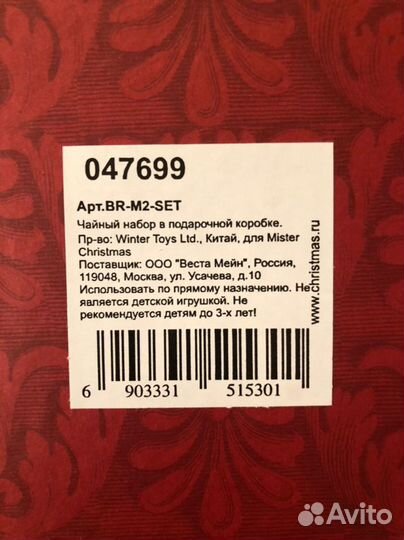 047699
Арт.BR-M2-SET
Чайный набор в подарочной коробке.
Пр-во: Winter Toys Ltd., Китай, для Mister
Christmas
Поставщик: ООО "Веста Мейн", Россия,
119048, Москва, ул. Усачева, д.10
Использовать по прямому назначению. Не
является детской игрушкой. Не
рекомендуется детям до 3-х лет!
www.christmas.ru
6 903331 515301
Avito